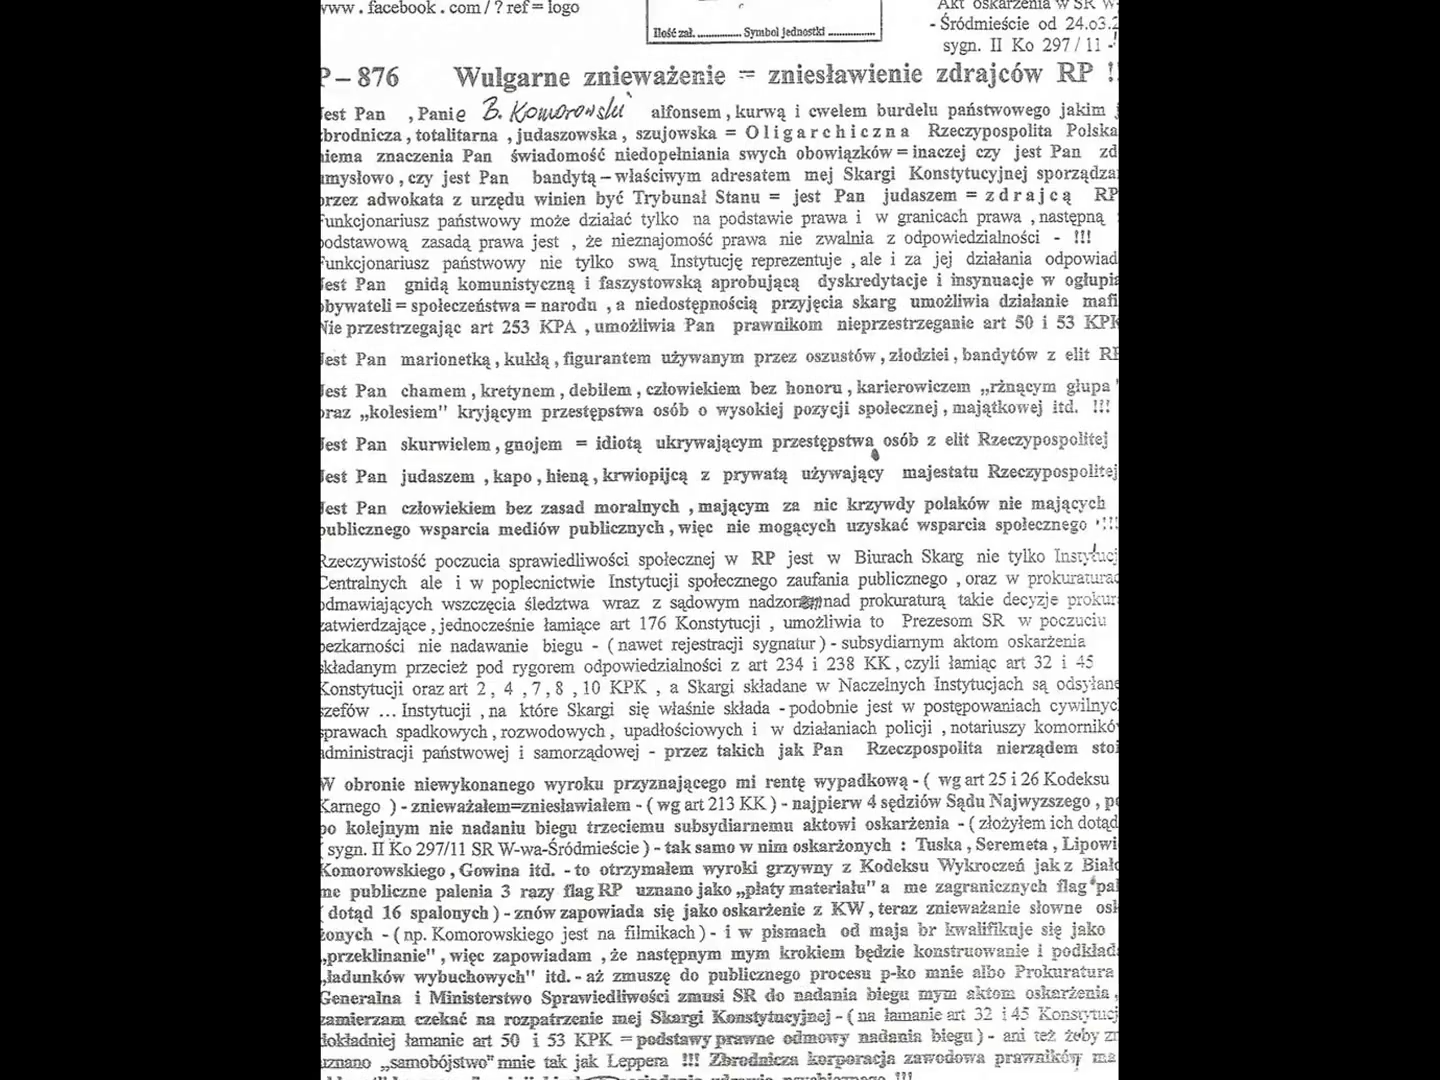 www . facebook . com / ? ref = logo
Akt oskarżenia w SR W-
Ilość zał. .............. Symbol jednostki ...............
- Śródmieście od 24.o3.2
sygn. II Ko 297 / 11 -
P – 876 Wulgarne znieważenie = zniesławienie zdrajców RP !!
Jest Pan , Panie B. Komorowski alfonsem , kurwą i cwelem burdelu państwowego jakim j
zbrodnicza , totalitarna , judaszowska , szujowska = O l i g a r c h i c z n a Rzeczypospolita Polska
niema znaczenia Pan świadomość niedopełniania swych obowiązków = inaczej czy jest Pan zd
umysłowo , czy jest Pan bandytą – właściwym adresatem mej Skargi Konstytucyjnej sporządza
przez adwokata z urzędu winien być Trybunał Stanu = jest Pan judaszem = z d r a j c ą RP
Funkcjonariusz państwowy może działać tylko na podstawie prawa i w granicach prawa , następną
podstawową zasadą prawa jest , że nieznajomość prawa nie zwalnia z odpowiedzialności - !!!
Funkcjonariusz państwowy nie tylko swą Instytucję reprezentuje , ale i za jej działania odpowiad
Jest Pan gnidą komunistyczną i faszystowską aprobującą dyskredytacje i insynuacje w ogłupia
obywateli = społeczeństwa = narodu , a niedostępnością przyjęcia skarg umożliwia działanie mafi
Nie przestrzegając art 253 KPA , umożliwia Pan prawnikom nieprzestrzeganie art 50 i 53 KPK
Jest Pan marionetką , kukłą , figurantem używanym przez oszustów , złodziei , bandytów z elit RP
Jest Pan chamem , kretynem , debilem , człowiekiem bez honoru , karierowiczem „rżnącym głupa"
oraz „kolesiem" kryjącym przestępstwa osób o wysokiej pozycji społecznej , majątkowej itd. !!!
Jest Pan skurwielem , gnojem = idiotą ukrywającym przestępstwa osób z elit Rzeczypospolitej
Jest Pan judaszem , kapo , hieną , krwiopijcą z prywatą używający majestatu Rzeczypospolitej
Jest Pan człowiekiem bez zasad moralnych , mającym za nic krzywdy polaków nie mających
publicznego wsparcia mediów publicznych , więc nie mogących uzyskać wsparcia społecznego !!!
Rzeczywistość poczucia sprawiedliwości społecznej w RP jest w Biurach Skarg nie tylko Instytucj
Centralnych ale i w poplecnictwie Instytucji społecznego zaufania publicznego , oraz w prokuraturac
odmawiających wszczęcia śledztwa wraz z sądowym nadzorem nad prokuraturą takie decyzje prokur
zatwierdzające , jednocześnie łamiące art 176 Konstytucji , umożliwia to Prezesom SR w poczuciu
bezkarności nie nadawanie biegu - ( nawet rejestracji sygnatur ) - subsydiarnym aktom oskarżenia
składanym przecież pod rygorem odpowiedzialności z art 234 i 238 KK , czyli łamiąc art 32 i 45
Konstytucji oraz art 2 , 4 , 7 , 8 , 10 KPK , a Skargi składane w Naczelnych Instytucjach są odsyłane
szefów ... Instytucji , na które Skargi się właśnie składa - podobnie jest w postępowaniach cywilnyc
sprawach spadkowych , rozwodowych , upadłościowych i w działaniach policji , notariuszy komornikó
administracji państwowej i samorządowej - przez takich jak Pan Rzeczpospolita nierządem stoi
W obronie niewykonanego wyroku przyznającego mi rentę wypadkową - ( wg art 25 i 26 Kodeksu
Karnego ) - znieważałem=zniesławiałem - ( wg art 213 KK ) - najpierw 4 sędziów Sądu Najwyzszego , po
po kolejnym nie nadaniu biegu trzeciemu subsydiarnemu aktowi oskarżenia - ( złożyłem ich dotąd
( sygn. II Ko 297/11 SR W-wa-Śródmieście ) - tak samo w nim oskarżonych : Tuska , Seremeta , Lipowi
Komorowskiego , Gowina itd. - to otrzymałem wyroki grzywny z Kodeksu Wykroczeń jak z Biało
me publiczne palenia 3 razy flag RP uznano jako „płaty materiału" a me zagranicznych flag pal
( dotąd 16 spalonych ) - znów zapowiada się jako oskarżenie z KW , teraz znieważanie słowne osk
żonych - ( np. Komorowskiego jest na filmikach ) - i w pismach od maja br kwalifikuje się jako
„przeklinanie" , więc zapowiadam , że następnym mym krokiem będzie konstruowanie i podkłada
„ładunków wybuchowych" itd. - aż zmuszę do publicznego procesu p-ko mnie albo Prokuratura
Generalna i Ministerstwo Sprawiedliwości zmusi SR do nadania biegu mym aktom oskarżenia ,
zamierzam czekać na rozpatrzenie mej Skargi Konstytucyjnej - ( na łamanie art 32 i 45 Konstytucj
dokładniej łamanie art 50 i 53 KPK = podstawy prawne odmowy nadania biegu ) - ani też żeby
uznano „samobójstwo" mnie tak jak Leppera !!! Zbrodnicza korporacja zawodowa prawników ma